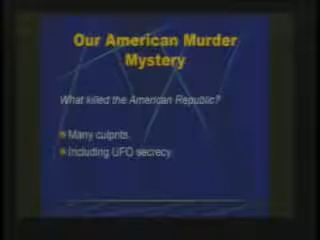 Our American Murder
Mystery
What killed the American Republic?
Many culprits.
Including UFO secrecy.